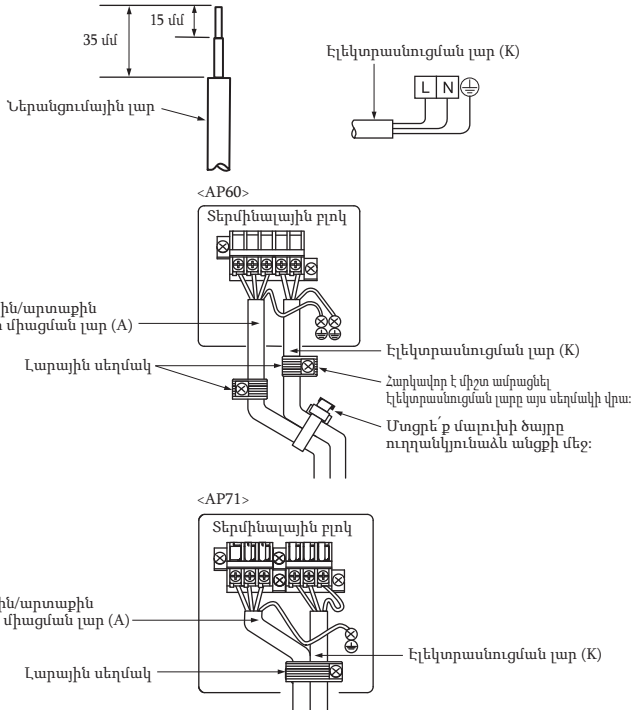 15 մմ
35 մմ
Ներանցումային լար
Էլեկտրասնուցման լար (K)
L N
<AP60>
Տերմինալային բլոկ
ին/արտաքին
միացման լար (A)
Լարային սեղմակ
Էլեկտրասնուցման լար (K)
Հարկավոր է միշտ ամրացնել
էլեկտրասնուցման լարը այս սեղմակի վրա:
Մտցրե՛ք մալուխի ծայրը
ուղղանկյունաձև անցքի մեջ:
<AP71>
Տերմինալային բլոկ
ին/արտաքին
միացման լար (A)
Էլեկտրասնուցման լար (K)
Լարային սեղմակ